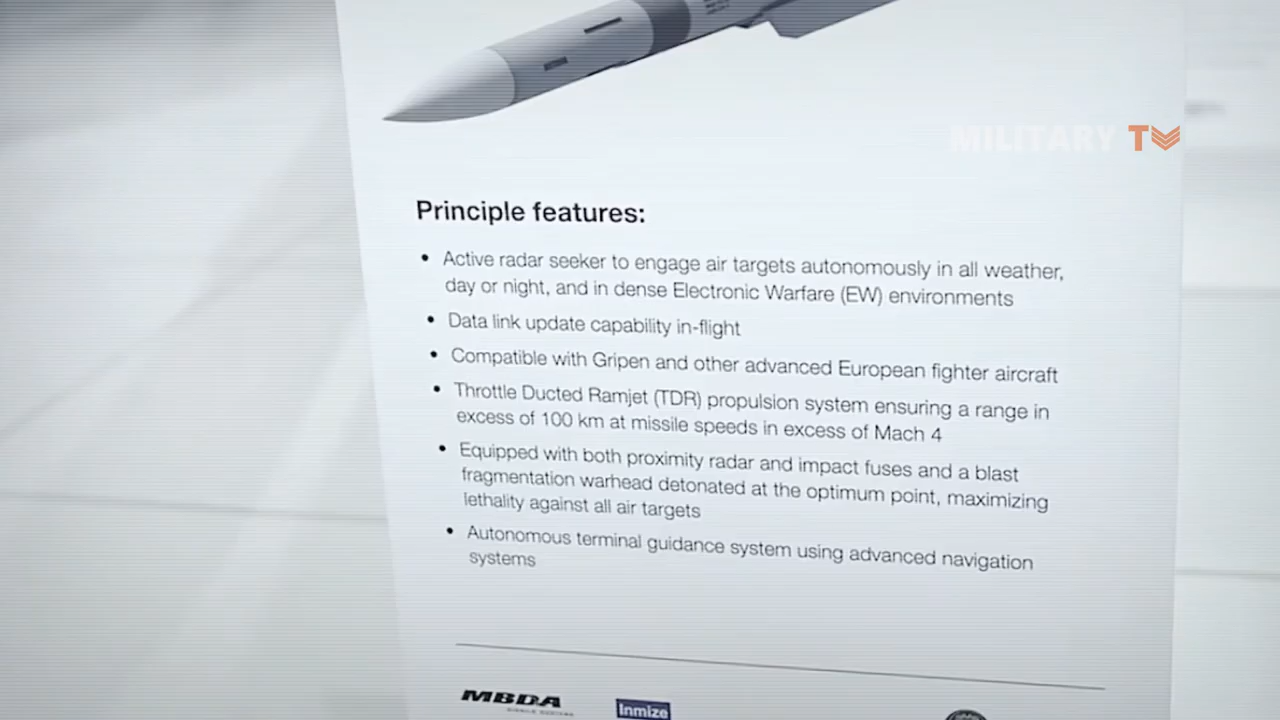 MILITARY TV
Principle features:
• Active radar seeker to engage air targets autonomously in all weather,
day or night, and in dense Electronic Warfare (EW) environments
• Data link update capability in-flight
• Compatible with Gripen and other advanced European fighter aircraft
• Throttle Ducted Ramjet (TDR) propulsion system ensuring a range in
excess of 100 km at missile speeds in excess of Mach 4
• Equipped with both proximity radar and impact fuses and a blast
fragmentation warhead detonated at the optimum point, maximizing
lethality against all air targets
• Autonomous terminal guidance system using advanced navigation
systems
MBDA
MISSILE SYSTEMS
Inmize